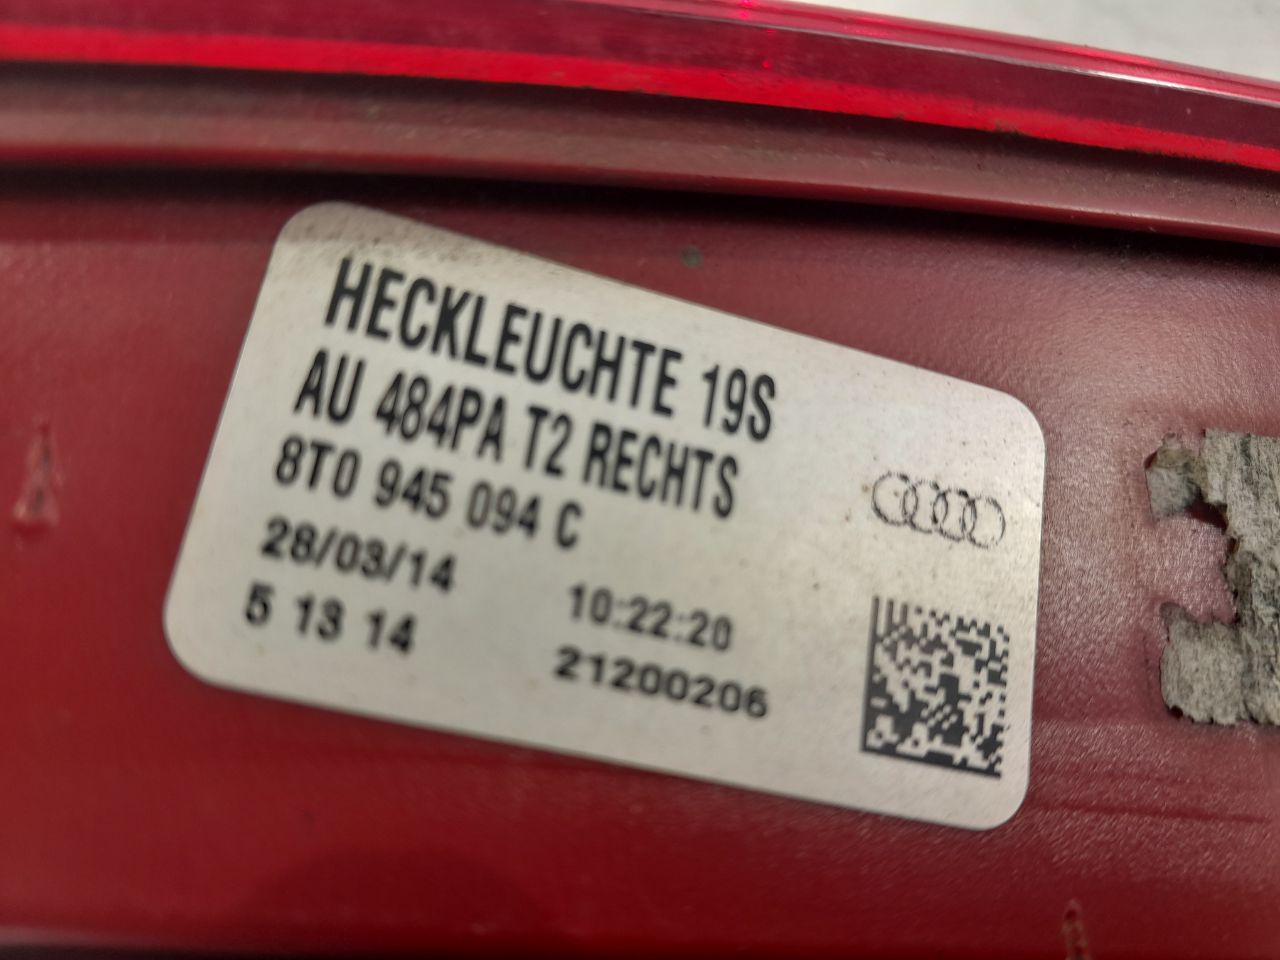 HECKLEUCHTE 19S
AU 484PA T2 RECHTS
8T0 945 094 C
28/03/14 10:22:20
5 13 14 21200206